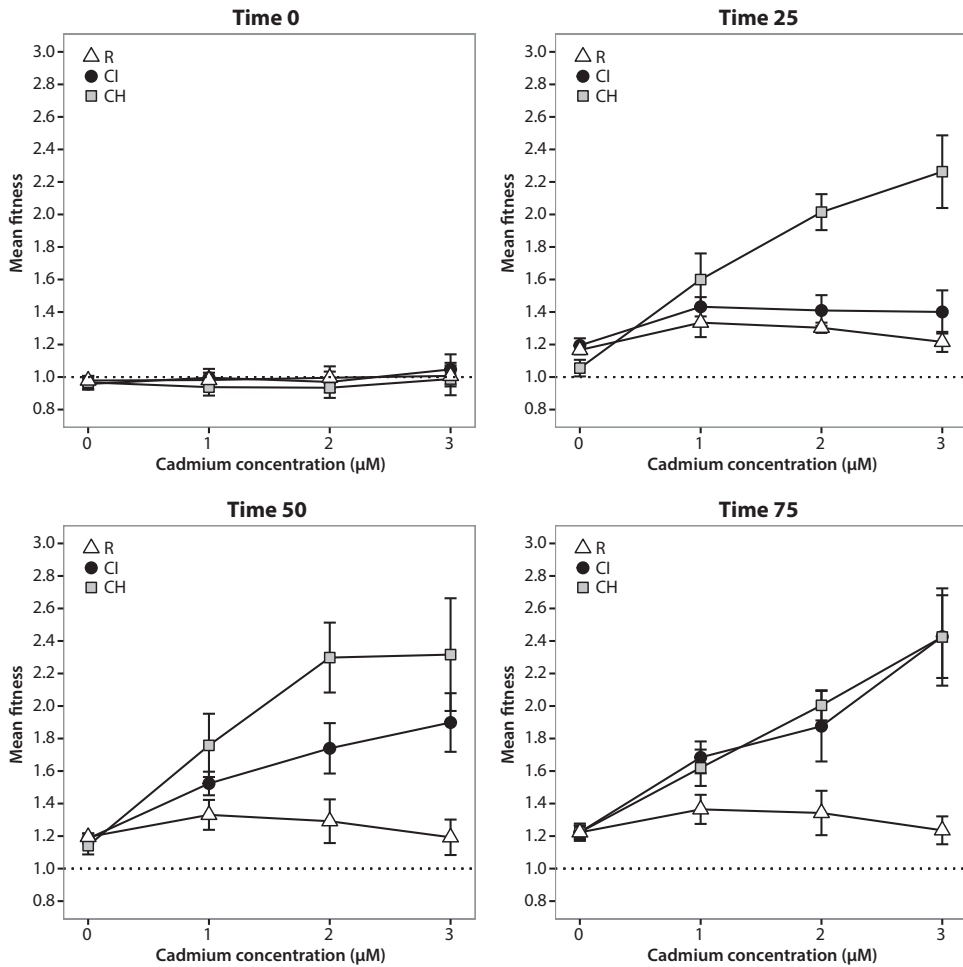 Time 0
3.0
2.8
2.6
2.4
2.2
2.0
1.8
1.6
1.4
1.2
1.0
0.8
Mean fitness
R
CI
CH
0 1 2 3
Cadmium concentration (μM)
Time 25
3.0
2.8
2.6
2.4
2.2
2.0
1.8
1.6
1.4
1.2
1.0
0.8
Mean fitness
R
CI
CH
0 1 2 3
Cadmium concentration (μM)
Time 50
3.0
2.8
2.6
2.4
2.2
2.0
1.8
1.6
1.4
1.2
1.0
0.8
Mean fitness
R
CI
CH
0 1 2 3
Cadmium concentration (μM)
Time 75
3.0
2.8
2.6
2.4
2.2
2.0
1.8
1.6
1.4
1.2
1.0
0.8
Mean fitness
R
CI
CH
0 1 2 3
Cadmium concentration (μM)